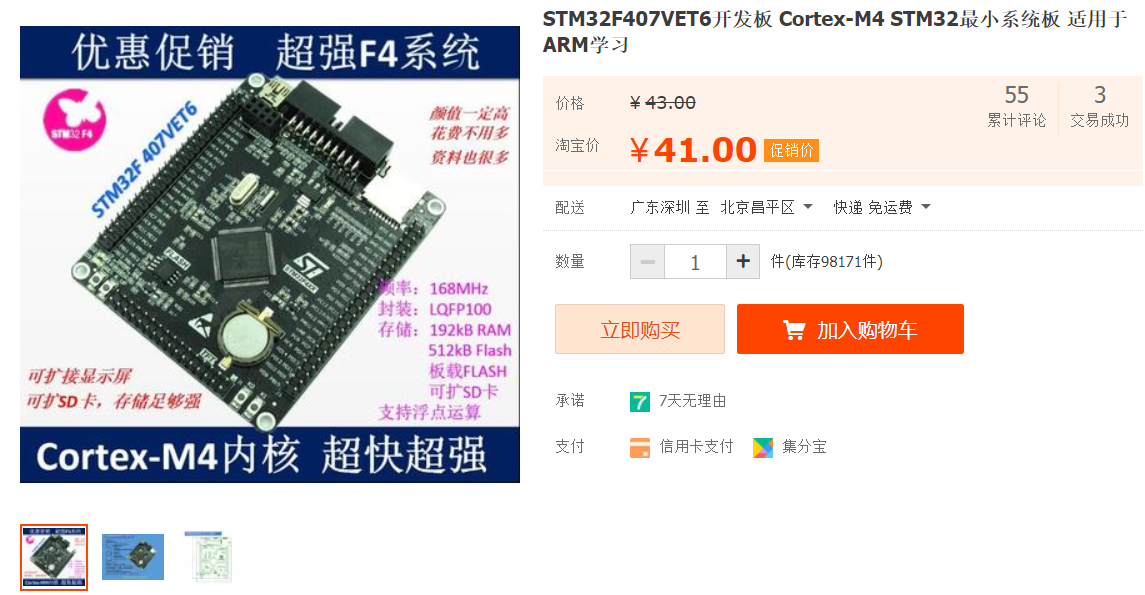 优惠促销 超强F4系统
STM32 F4
STM32F 407VET6
颜值一定高
花费不用多
资料也很多
FLASH
ST
频率：168MHz
封装：LQFP100
存储：192kB RAM
512kB Flash
板载FLASH
可扩SD卡
支持浮点运算
可扩接显示屏
可扩SD卡，存储足够强
Cortex-M4内核 超快超强
STM32F407VET6开发板 Cortex-M4 STM32最小系统板 适用于
ARM学习
价格 ¥ 43.00
55 累计评论
3 交易成功
淘宝价 ¥41.00 促销价
配送 广东深圳 至 北京昌平区 快递 免运费
数量 1 件(库存98171件)
立即购买 加入购物车
承诺 7 7天无理由
支付 信用卡支付 集分宝